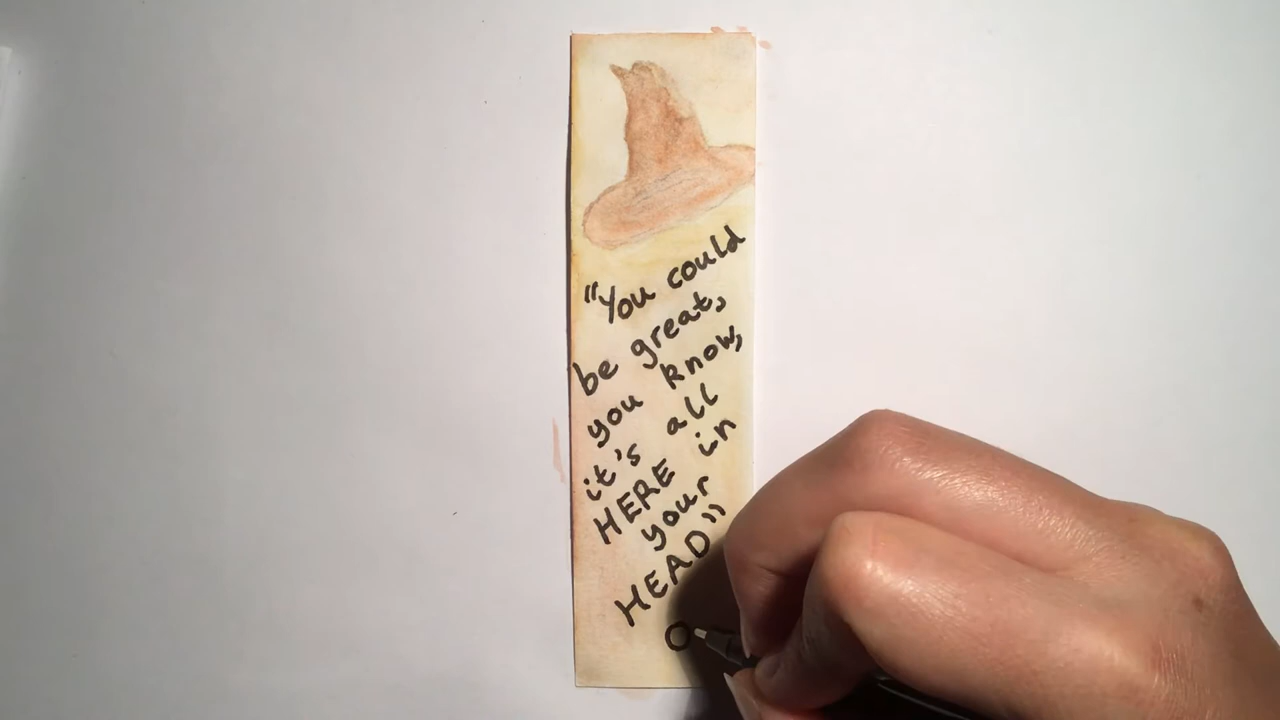 "You could
be great,
you know,
it's all
HERE in
your
HEAD"
O